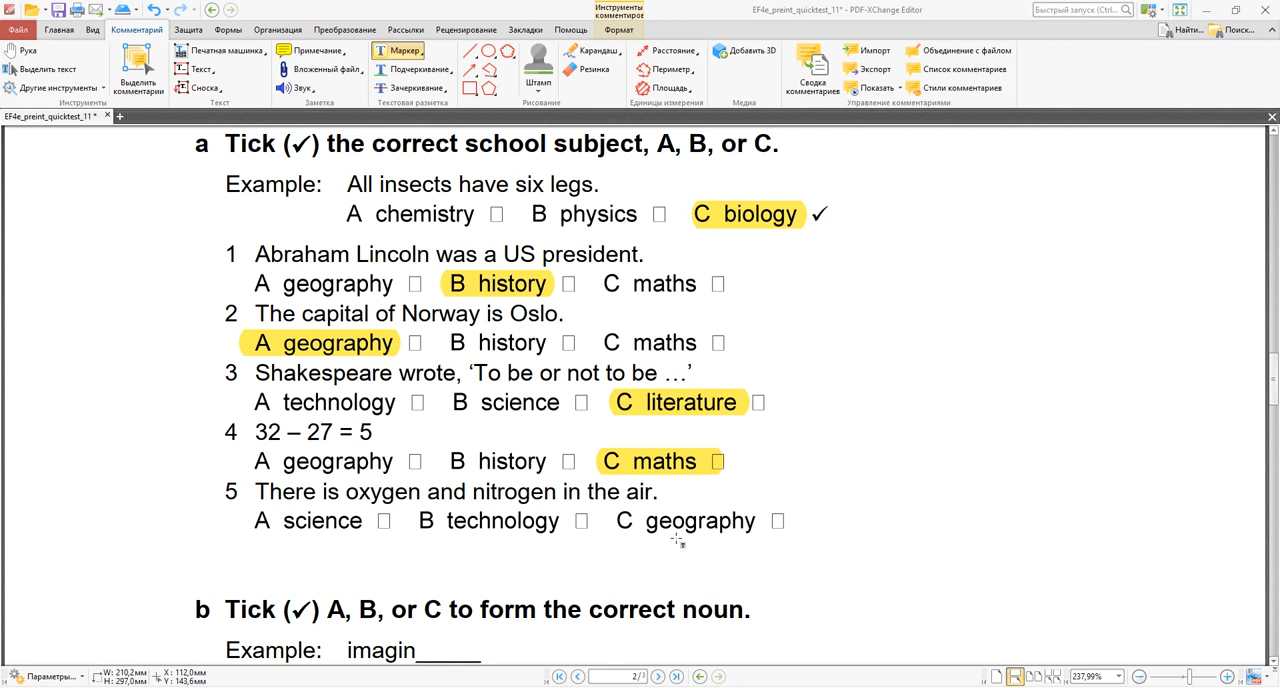 Инструменты комментиров
EF4e_preint_quicktest_11* - PDF-XChange Editor
Быстрый запуск (Ctrl...
Файл Главная Вид Комментарий Защита Формы Организация Преобразование Рассылки Рецензирование Закладки Помощь Формат Найти... Поиск...
Рука
Выделить текст
Другие инструменты
Инструменты
Выделить комментарии
Печатная машинка
Текст
Сноска
Текст
Примечание
Вложенный файл
Звук
Заметка
Маркер
Подчеркивание
Зачеркивание
Текстовая разметка
Штамп
Карандаш
Резинка
Рисование
Расстояние
Периметр
Площадь
Единицы измерения
Добавить 3D
Медиа
Сводка комментариев
Импорт
Экспорт
Показать
Объединение с файлом
Список комментариев
Стили комментариев
Управление комментариями
EF4e_preint_quicktest_11 *
a Tick (✓) the correct school subject, A, B, or C.
Example: All insects have six legs.
A chemistry □ B physics □ C biology ✓
1 Abraham Lincoln was a US president.
A geography □ B history □ C maths □
2 The capital of Norway is Oslo.
A geography □ B history □ C maths □
3 Shakespeare wrote, ‘To be or not to be …’
A technology □ B science □ C literature □
4 32 – 27 = 5
A geography □ B history □ C maths □
5 There is oxygen and nitrogen in the air.
A science □ B technology □ C geography □
b Tick (✓) A, B, or C to form the correct noun.
Example: imagin_____
Параметры...
W: 210,2мм
H: 297,0мм
X: 112,0мм
Y: 143,6мм
237,99%